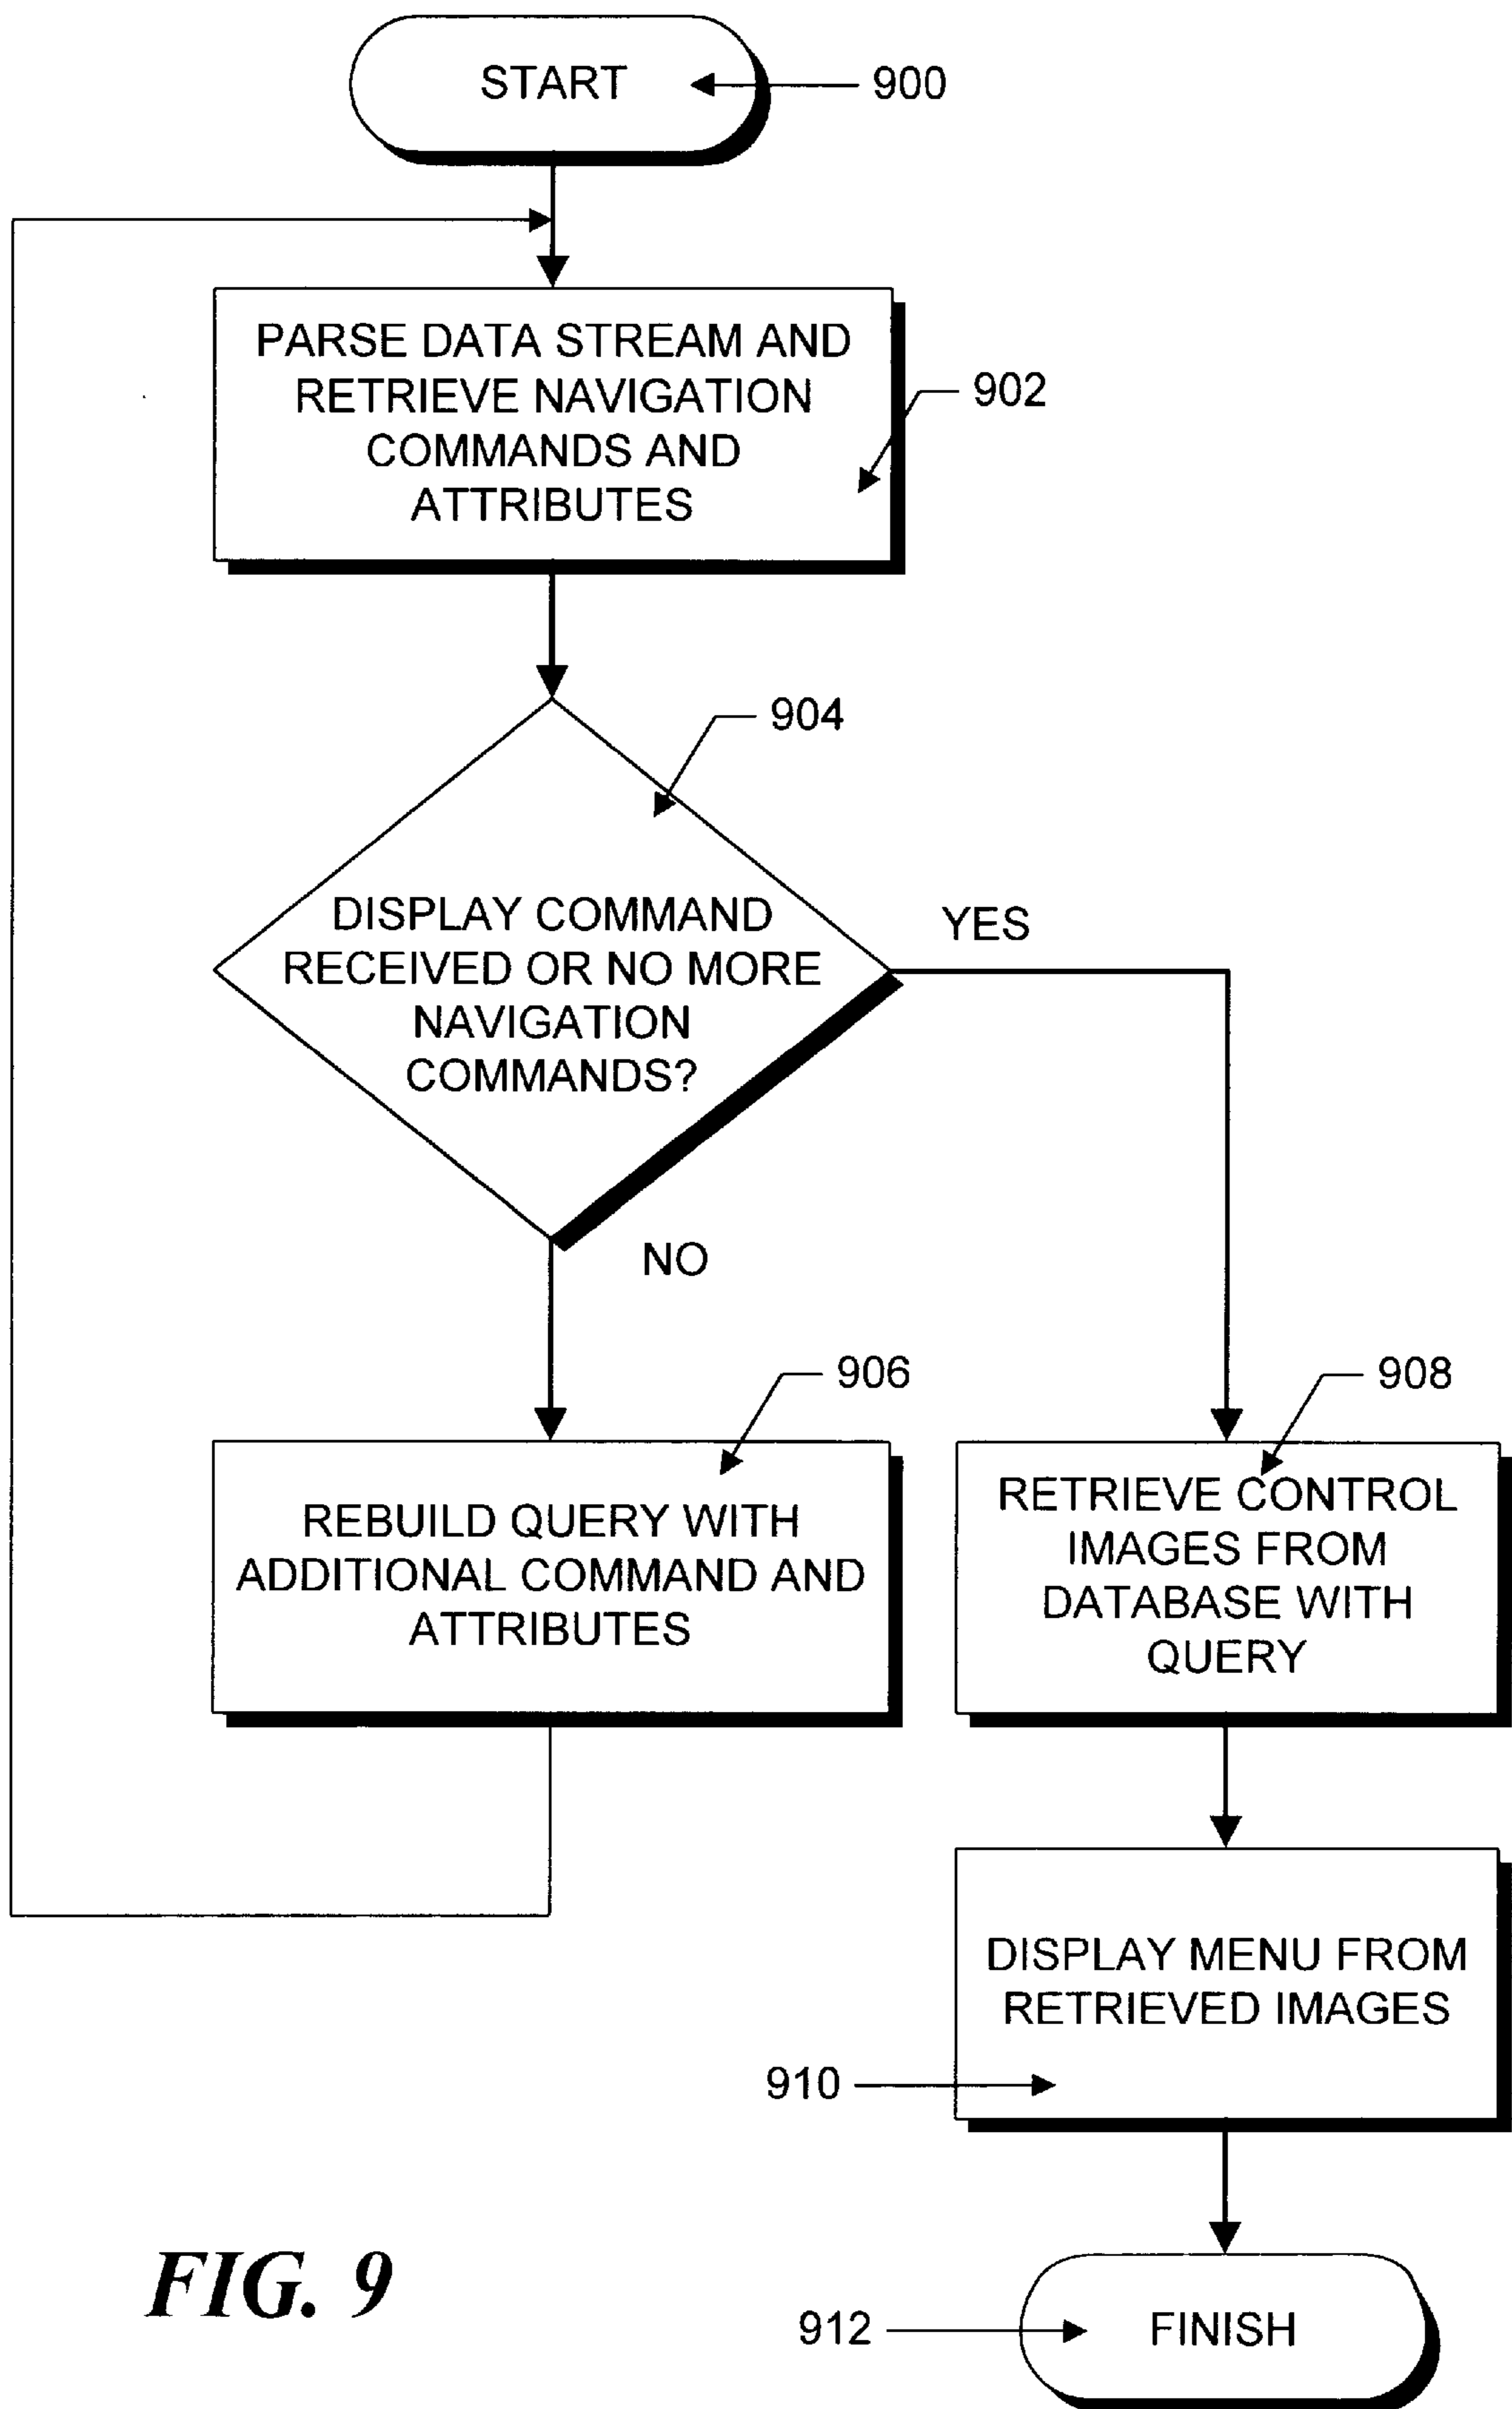 START
900
PARSE DATA STREAM AND
RETRIEVE NAVIGATION
COMMANDS AND
ATTRIBUTES
902
904
DISPLAY COMMAND
RECEIVED OR NO MORE
NAVIGATION
COMMANDS?
YES
NO
906
REBUILD QUERY WITH
ADDITIONAL COMMAND AND
ATTRIBUTES
908
RETRIEVE CONTROL
IMAGES FROM
DATABASE WITH
QUERY
DISPLAY MENU FROM
RETRIEVED IMAGES
910
FINISH
912
FIG. 9